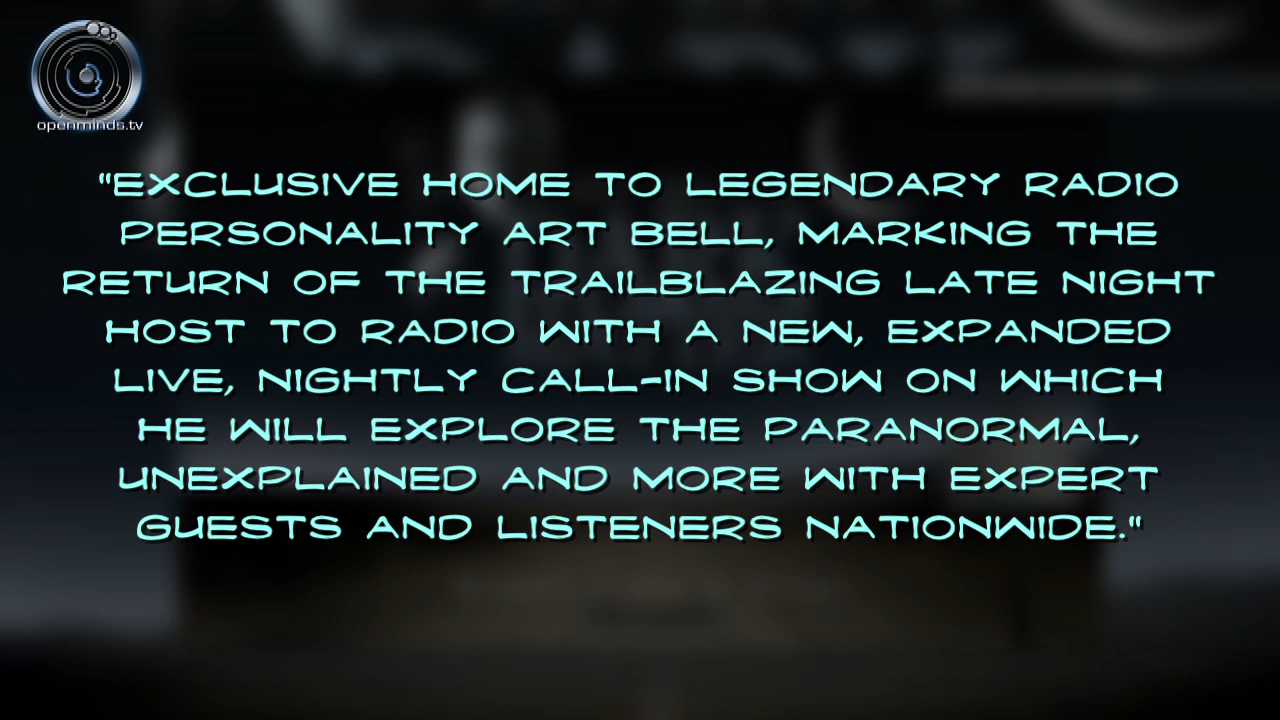 openminds.tv
"EXCLUSIVE HOME TO LEGENDARY RADIO
PERSONALITY ART BELL, MARKING THE
RETURN OF THE TRAILBLAZING LATE NIGHT
HOST TO RADIO WITH A NEW, EXPANDED
LIVE, NIGHTLY CALL-IN SHOW ON WHICH
HE WILL EXPLORE THE PARANORMAL,
UNEXPLAINED AND MORE WITH EXPERT
GUESTS AND LISTENERS NATIONWIDE."